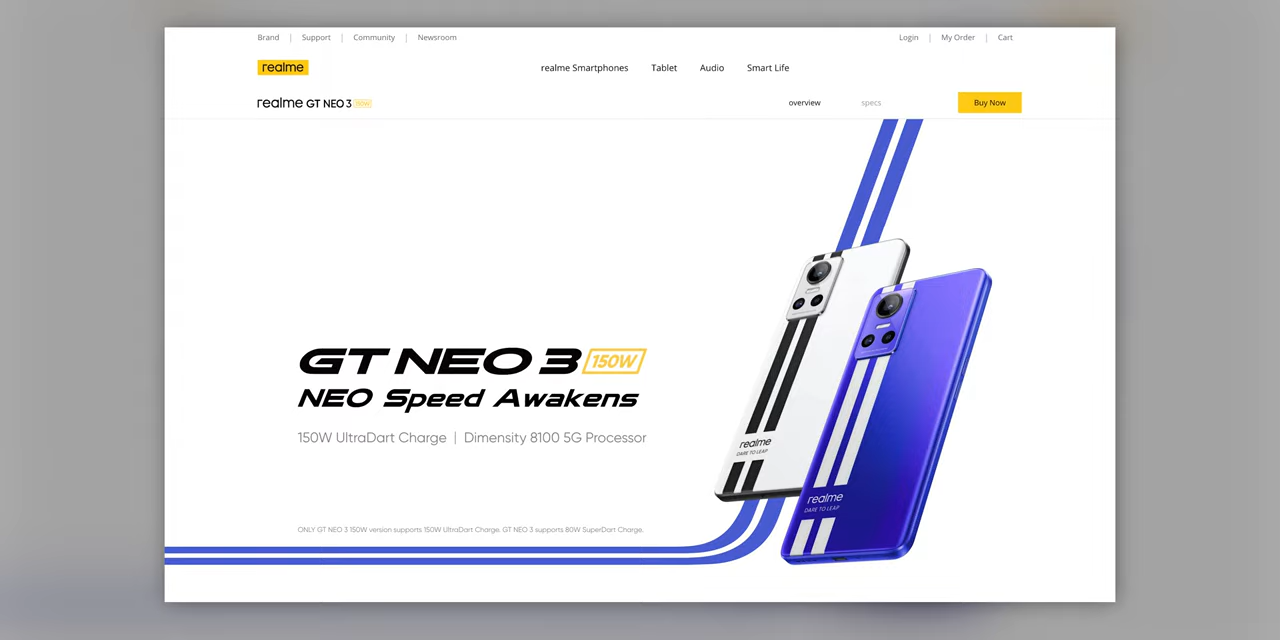 Brand | Support | Community | Newsroom
Login | My Order | Cart
realme
realme Smartphones Tablet Audio Smart Life
realme GT NEO 3 150W
overview specs Buy Now
GT NEO 3 150W
NEO Speed Awakens
150W UltraDart Charge | Dimensity 8100 5G Processor
ONLY GT NEO 3 150W version supports 150W UltraDart Charge. GT NEO 3 supports 80W SuperDart Charge.
realme
DARE TO LEAP
realme
DARE TO LEAP